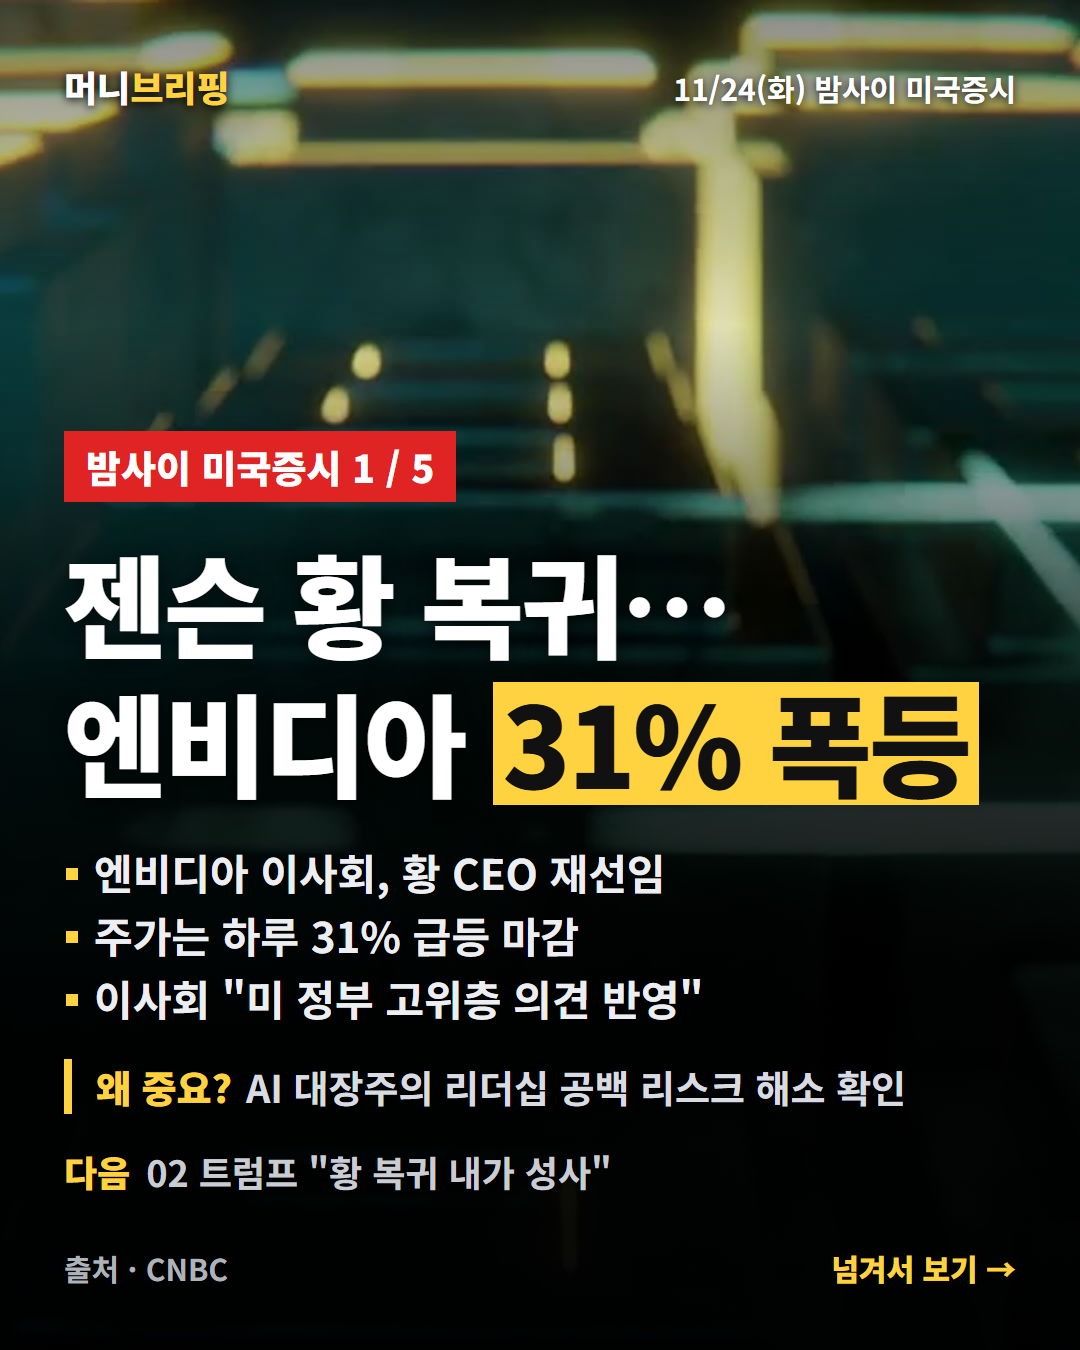 머니브리핑
11/24(화) 밤사이 미국증시
밤사이 미국증시 1 / 5
젠슨 황 복귀…
엔비디아 31% 폭등
엔비디아 이사회, 황 CEO 재선임
주가는 하루 31% 급등 마감
이사회 "미 정부 고위층 의견 반영"
왜 중요? AI 대장주의 리더십 공백 리스크 해소 확인
다음 02 트럼프 "황 복귀 내가 성사"
출처 · CNBC
넘겨서 보기 →